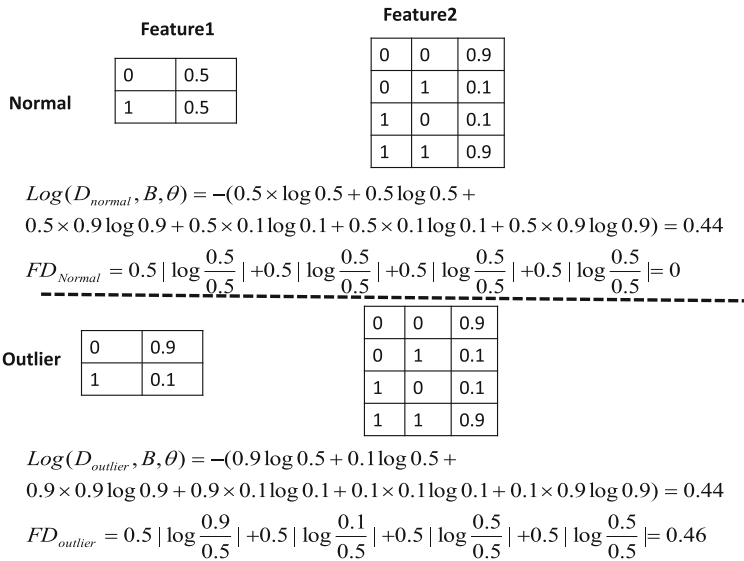 Feature1
Feature2
Normal
0 0.5
1 0.5
0 0 0.9
0 1 0.1
1 0 0.1
1 1 0.9
Log(D_normal, B, θ) = −(0.5 × log 0.5 + 0.5 log 0.5 +
0.5 × 0.9 log 0.9 + 0.5 × 0.1 log 0.1 + 0.5 × 0.1 log 0.1 + 0.5 × 0.9 log 0.9) = 0.44
FD_Normal = 0.5 | log 0.5/0.5 | +0.5 | log 0.5/0.5 | +0.5 | log 0.5/0.5 | +0.5 | log 0.5/0.5 |= 0
Outlier
0 0.9
1 0.1
0 0 0.9
0 1 0.1
1 0 0.1
1 1 0.9
Log(D_outlier, B, θ) = −(0.9 log 0.5 + 0.1 log 0.5 +
0.9 × 0.9 log 0.9 + 0.9 × 0.1 log 0.1 + 0.1 × 0.1 log 0.1 + 0.1 × 0.9 log 0.9) = 0.44
FD_outlier = 0.5 | log 0.9/0.5 | +0.5 | log 0.1/0.5 | +0.5 | log 0.5/0.5 | +0.5 | log 0.5/0.5 |= 0.46